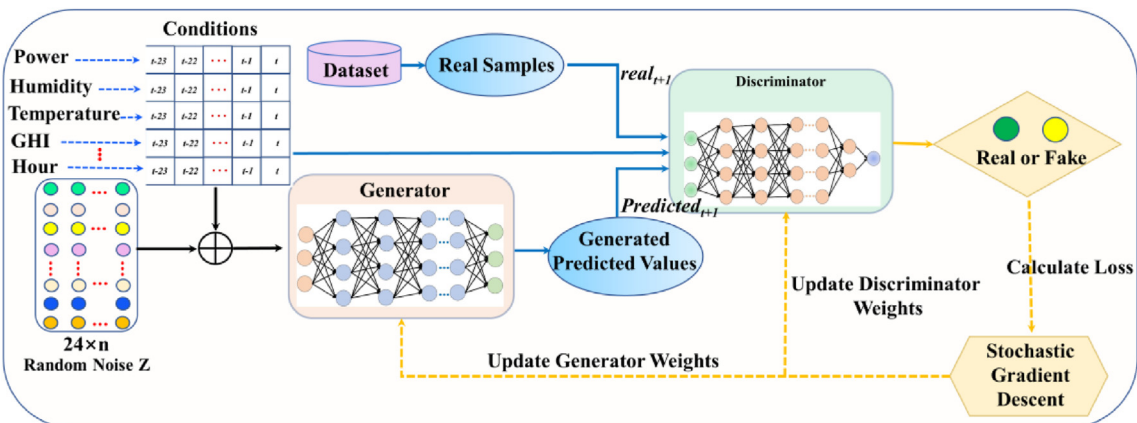 Conditions
Power
t-23 t-22 ... t-1 t
Humidity
t-23 t-22 ... t-1 t
Temperature
t-23 t-22 ... t-1 t
GHI
t-23 t-22 ... t-1 t
Hour
t-23 t-22 ... t-1 t
Dataset
Real Samples
real_{t+1}
Discriminator
Real or Fake
Generator
Predicted_{t+1}
Generated
Predicted Values
Calculate Loss
Update Discriminator
Weights
24×n
Random Noise Z
Update Generator Weights
Stochastic
Gradient
Descent